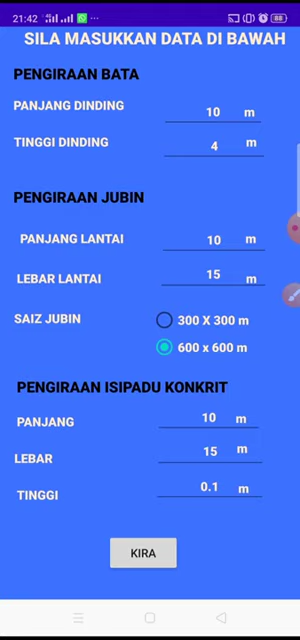 21:42
SILA MASUKKAN DATA DI BAWAH
PENGIRAAN BATA
PANJANG DINDING 10 m
TINGGI DINDING 4 m
PENGIRAAN JUBIN
PANJANG LANTAI 10 m
LEBAR LANTAI 15 m
SAIZ JUBIN 300 X 300 m
600 x 600 m
PENGIRAAN ISIPADU KONKRIT
PANJANG 10 m
LEBAR 15 m
TINGGI 0.1 m
KIRA